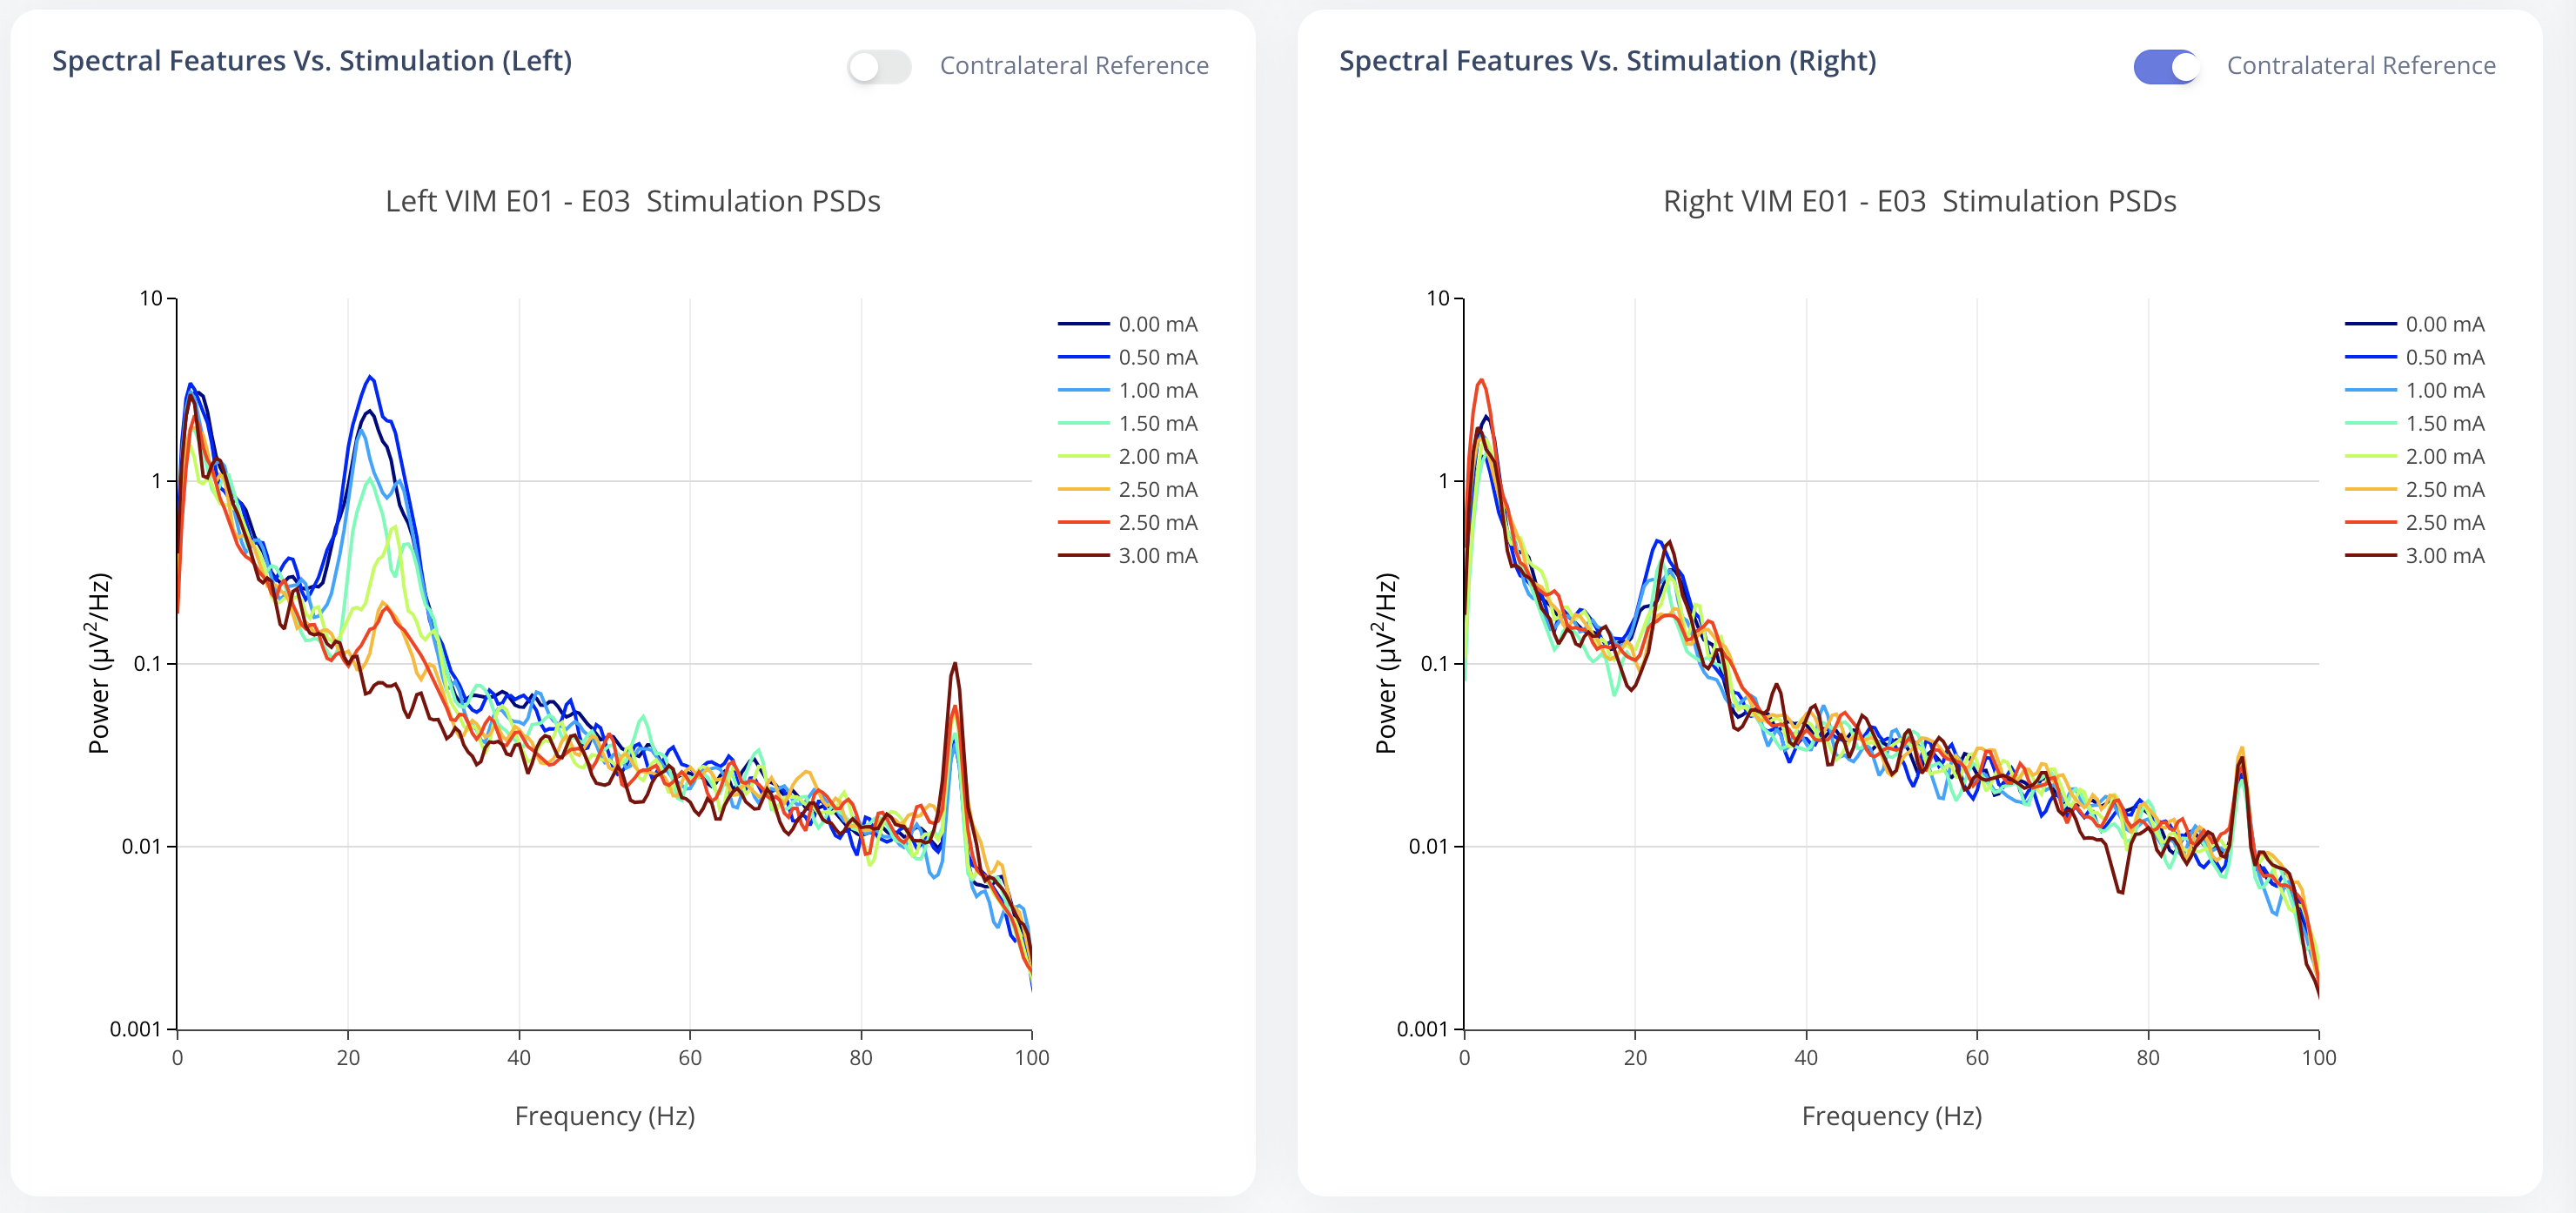 Spectral Features Vs. Stimulation (Left)
Contralateral Reference
Left VIM E01 - E03  Stimulation PSDs
Power (μV²/Hz)
10
1
0.1
0.01
0.001
0
20
40
60
80
100
Frequency (Hz)
0.00 mA
0.50 mA
1.00 mA
1.50 mA
2.00 mA
2.50 mA
2.50 mA
3.00 mA
Spectral Features Vs. Stimulation (Right)
Contralateral Reference
Right VIM E01 - E03  Stimulation PSDs
Power (μV²/Hz)
10
1
0.1
0.01
0.001
0
20
40
60
80
100
Frequency (Hz)
0.00 mA
0.50 mA
1.00 mA
1.50 mA
2.00 mA
2.50 mA
2.50 mA
3.00 mA